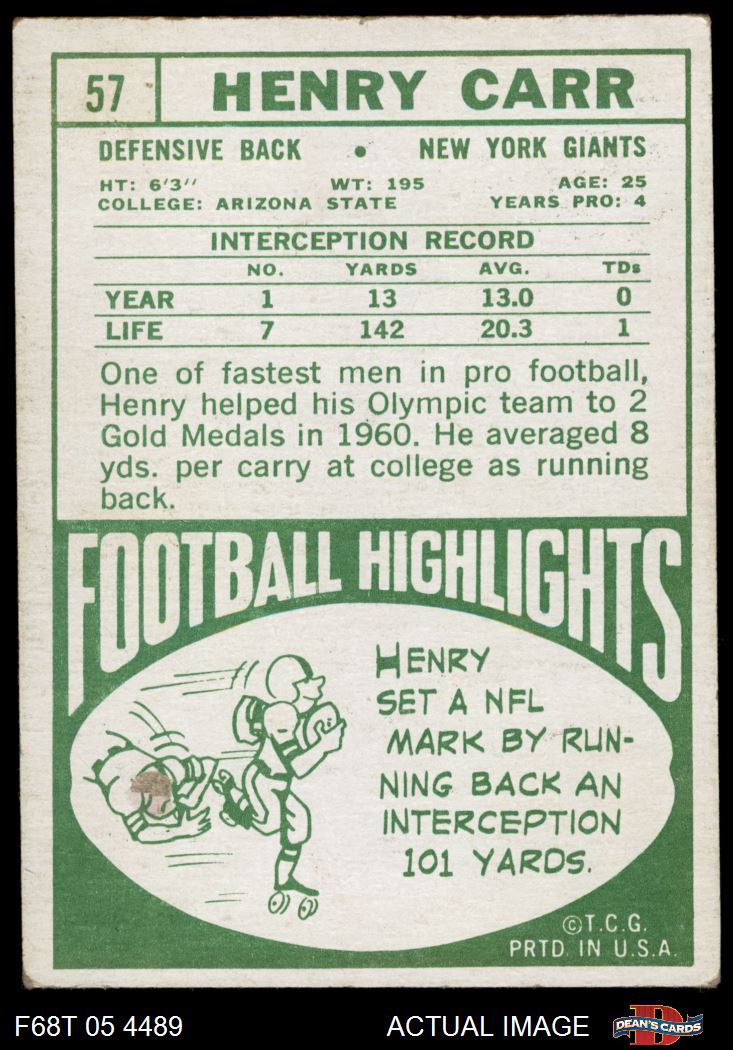 57 HENRY CARR
DEFENSIVE BACK • NEW YORK GIANTS
HT: 6'3" WT: 195 AGE: 25
COLLEGE: ARIZONA STATE YEARS PRO: 4
INTERCEPTION RECORD
NO. YARDS AVG. TDs
YEAR 1 13 13.0 0
LIFE 7 142 20.3 1
One of fastest men in pro football,
Henry helped his Olympic team to 2
Gold Medals in 1960. He averaged 8
yds. per carry at college as running
back.
FOOTBALL HIGHLIGHTS
HENRY
SET A NFL
MARK BY RUN-
NING BACK AN
INTERCEPTION
101 YARDS.
©T.C.G.
PRTD. IN U.S.A.
F68T 05 4489 ACTUAL IMAGE D DEAN'S CARDS